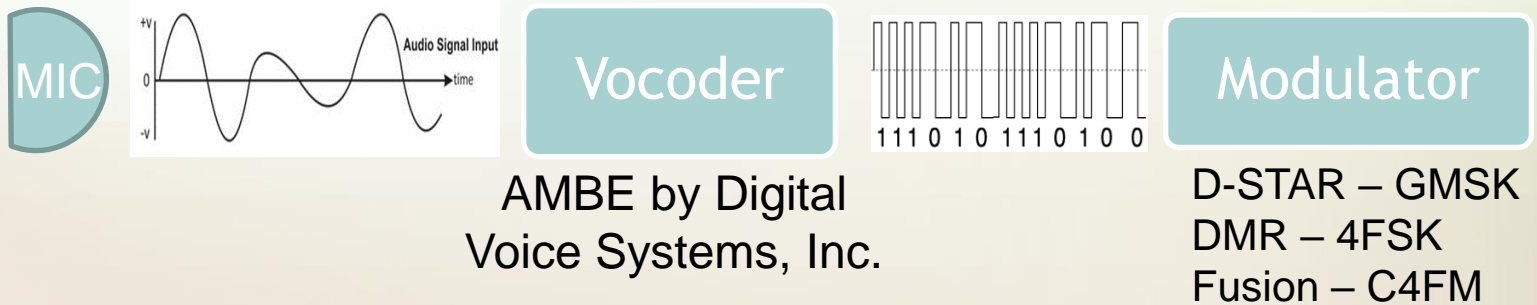 MIC
+v
0
-v
Audio Signal Input
time
Vocoder
1 1 1 0 1 0 1 1 1 0 1 0 0
Modulator
AMBE by Digital
Voice Systems, Inc.
D-STAR – GMSK
DMR – 4FSK
Fusion – C4FM